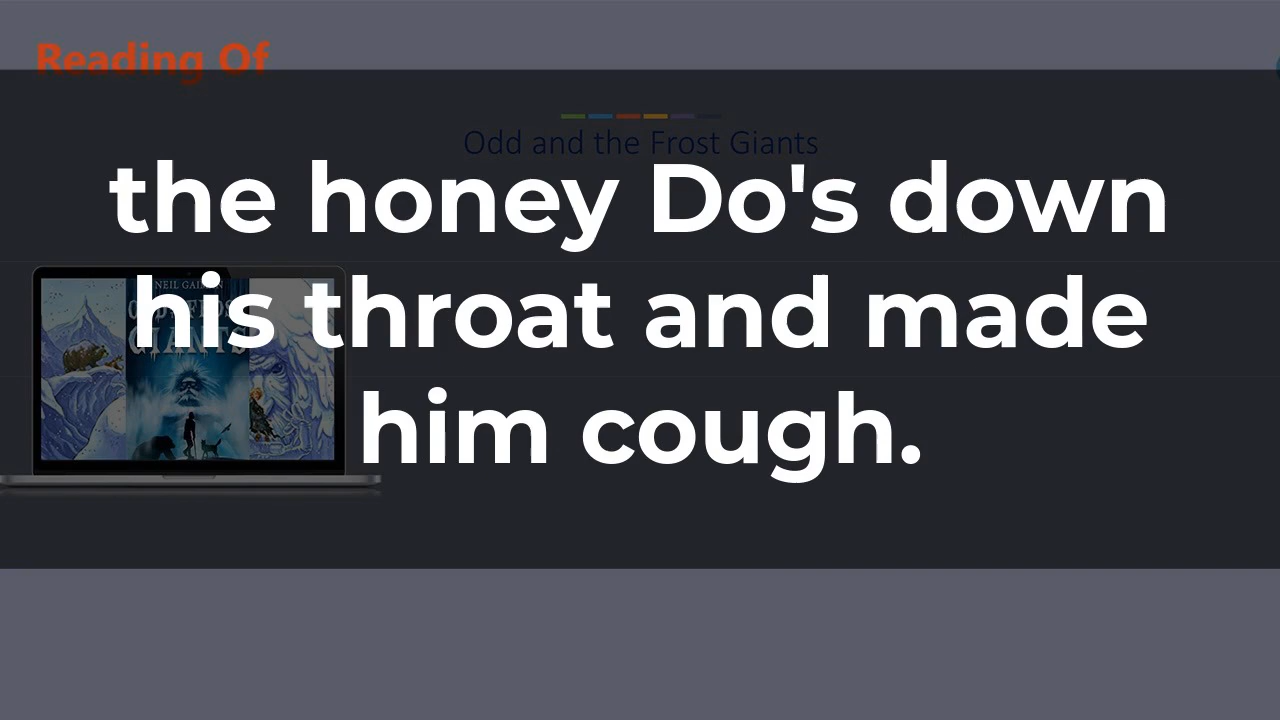 Reading Of
Odd and the Frost Giants
the honey Do's down
his throat and made
him cough.
NEIL GAIMAN
GIANTS